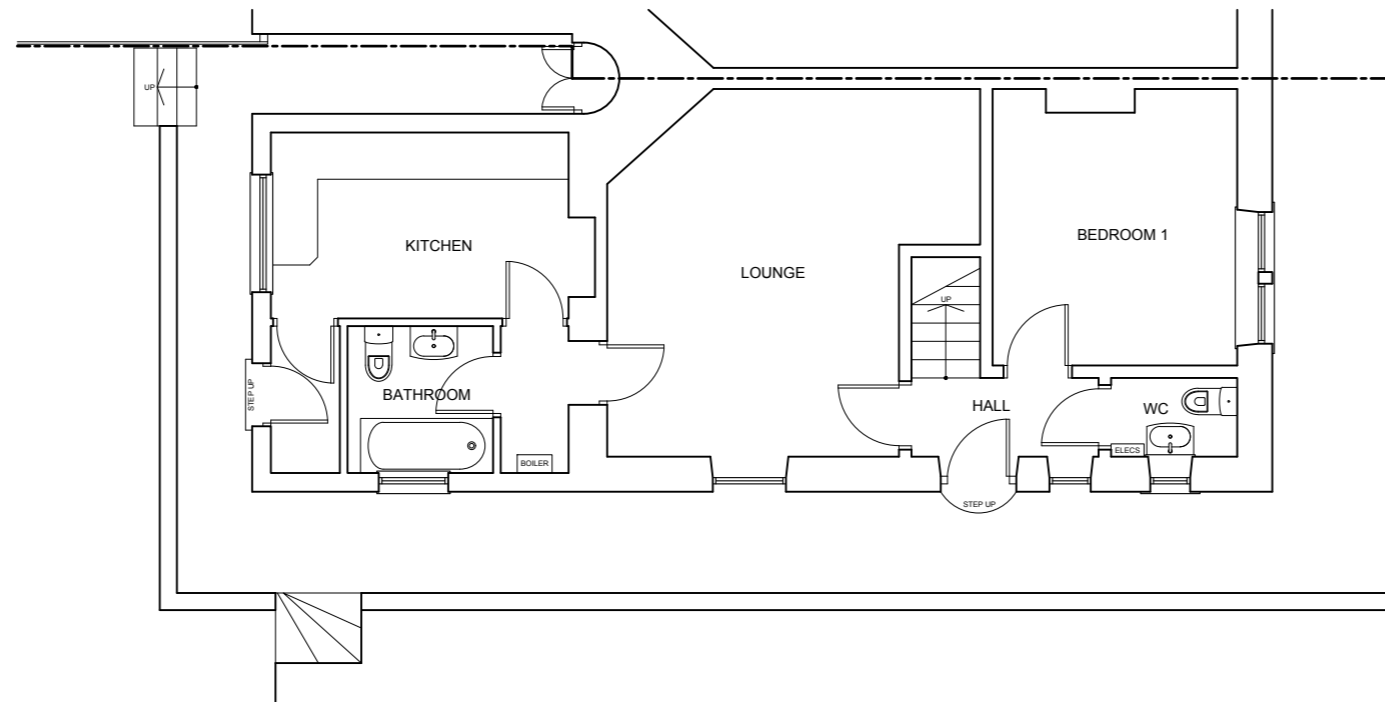 UP
KITCHEN
LOUNGE
BEDROOM 1
UP
STEP UP
BATHROOM
HALL
WC
BOILER
ELECS
STEP UP